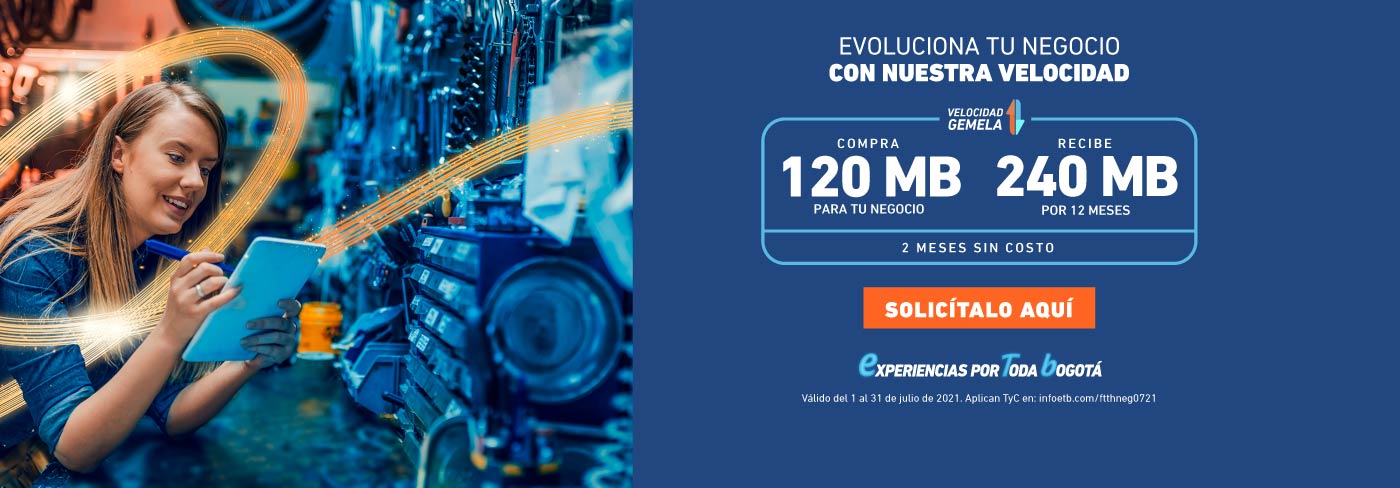 EVOLUCIONA TU NEGOCIO
CON NUESTRA VELOCIDAD
VELOCIDAD
GEMELA
COMPRA
120 MB
PARA TU NEGOCIO
RECIBE
240 MB
POR 12 MESES
2 MESES SIN COSTO
SOLICÍTALO AQUÍ
eXPERIENCIAS POR TODA bOGOTÁ
Válido del 1 al 31 de julio de 2021. Aplican TyC en: infoetb.com/ftthneg0721